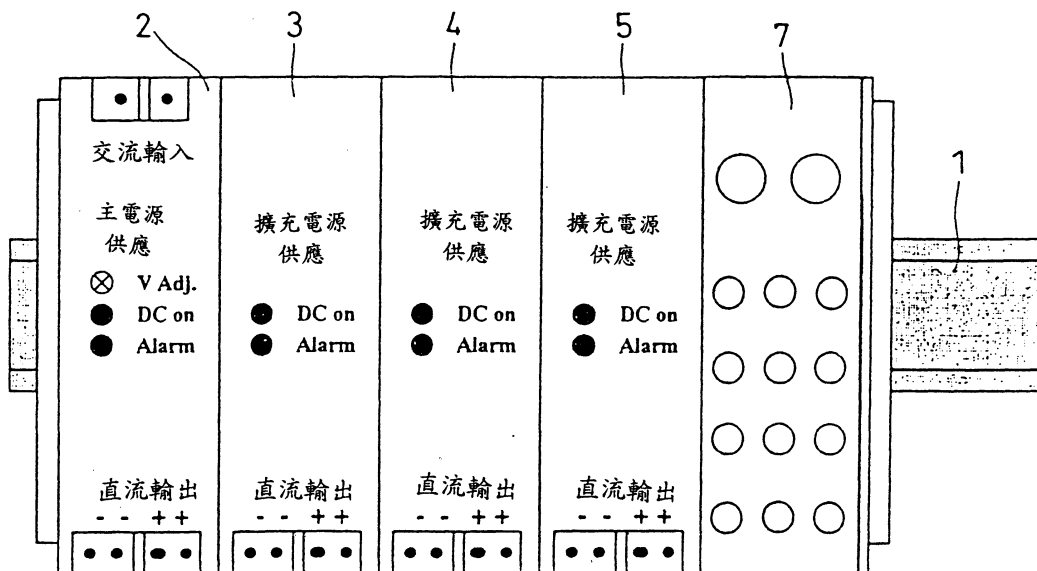 2
3
4
5
7
1
交流輸入
主電源
供應
V Adj.
DC on
Alarm
直流輸出
- - + +
擴充電源
供應
DC on
Alarm
直流輸出
- - + +
擴充電源
供應
DC on
Alarm
直流輸出
- - + +
擴充電源
供應
DC on
Alarm
直流輸出
- - + +